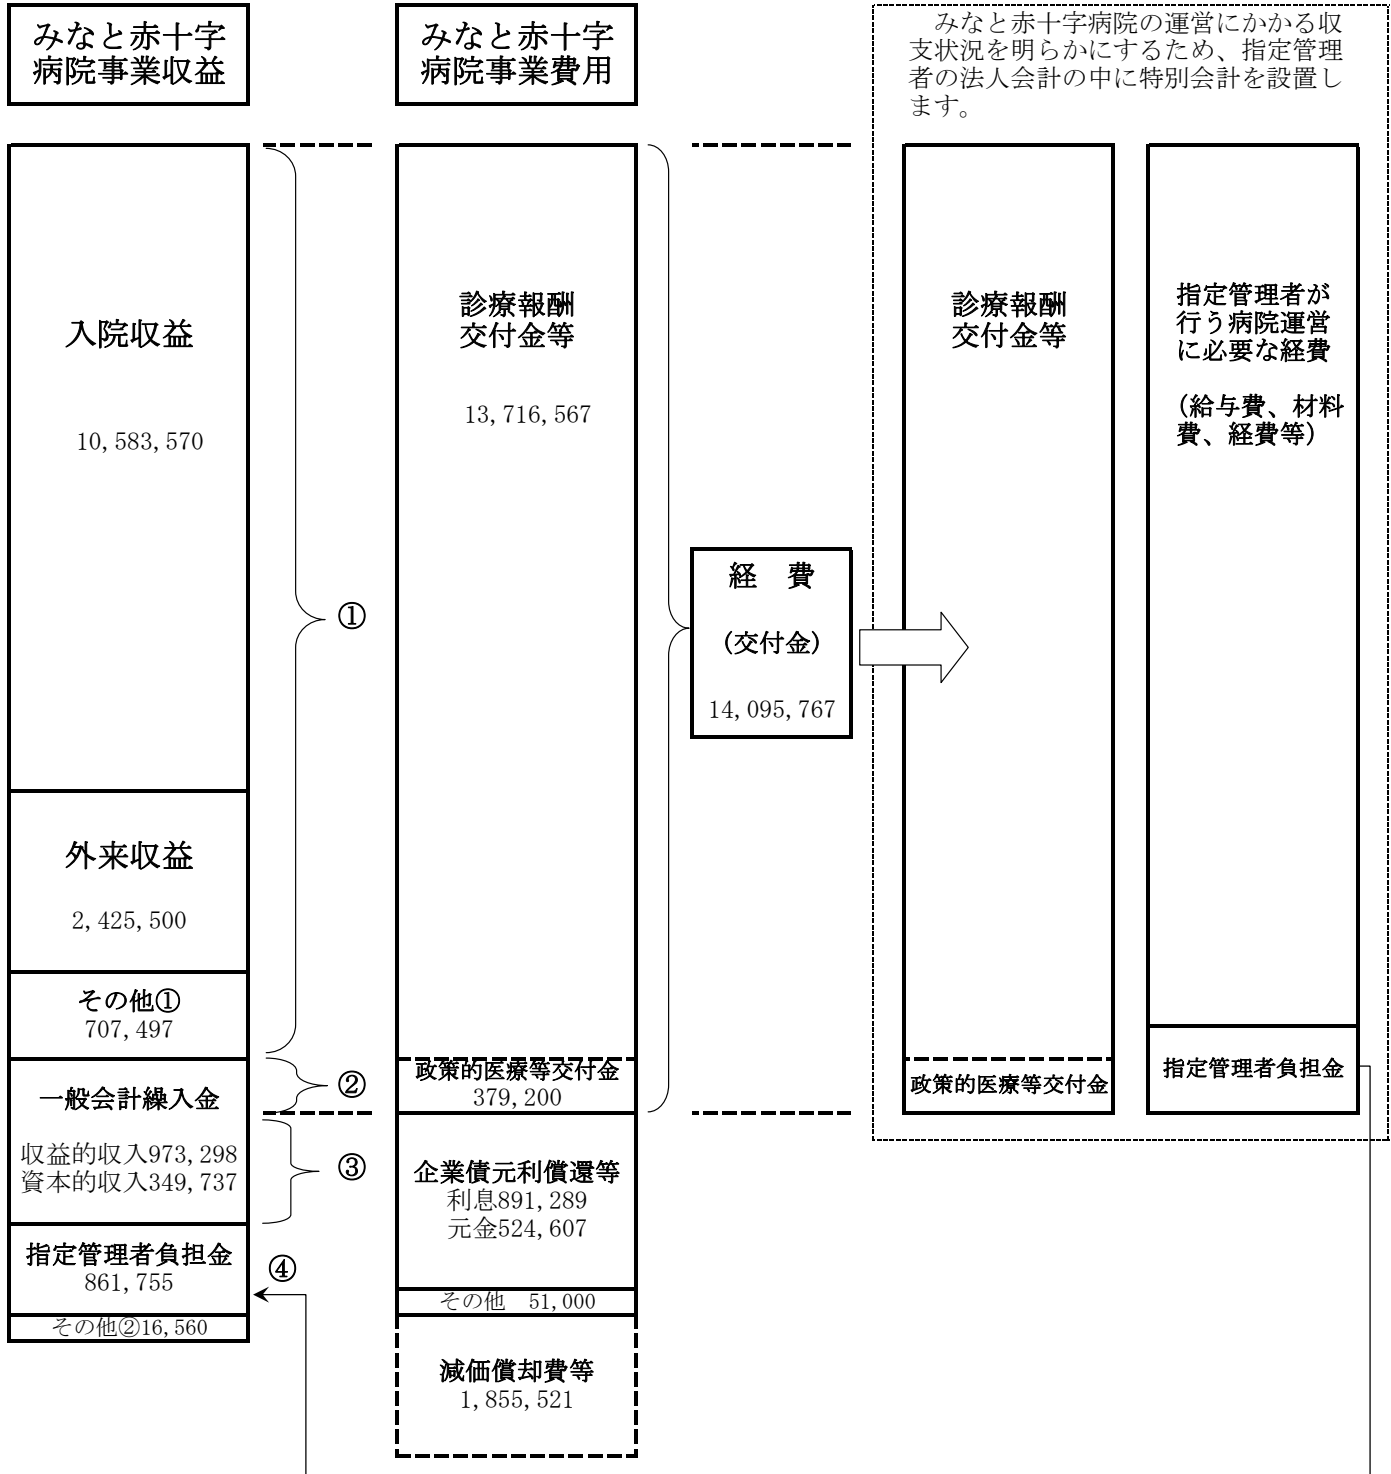 みなと赤十字
病院事業収益
みなと赤十字
病院事業費用
みなと赤十字病院の運営にかかる収
支状況を明らかにするため、指定管理
者の法人会計の中に特別会計を設置し
ます。
入院収益
10,583,570
外来収益
2,425,500
その他①
707,497
一般会計繰入金
収益的収入973,298
資本的収入349,737
指定管理者負担金
861,755
その他②16,560
①
②
③
④
診療報酬
交付金等
13,716,567
政策的医療等交付金
379,200
企業債元利償還等
利息891,289
元金524,607
その他　51,000
減価償却費等
1,855,521
経　費
(交付金)
14,095,767
診療報酬
交付金等
政策的医療等交付金
指定管理者が
行う病院運営
に必要な経費
(給与費、材料
費、経費等)
指定管理者負担金